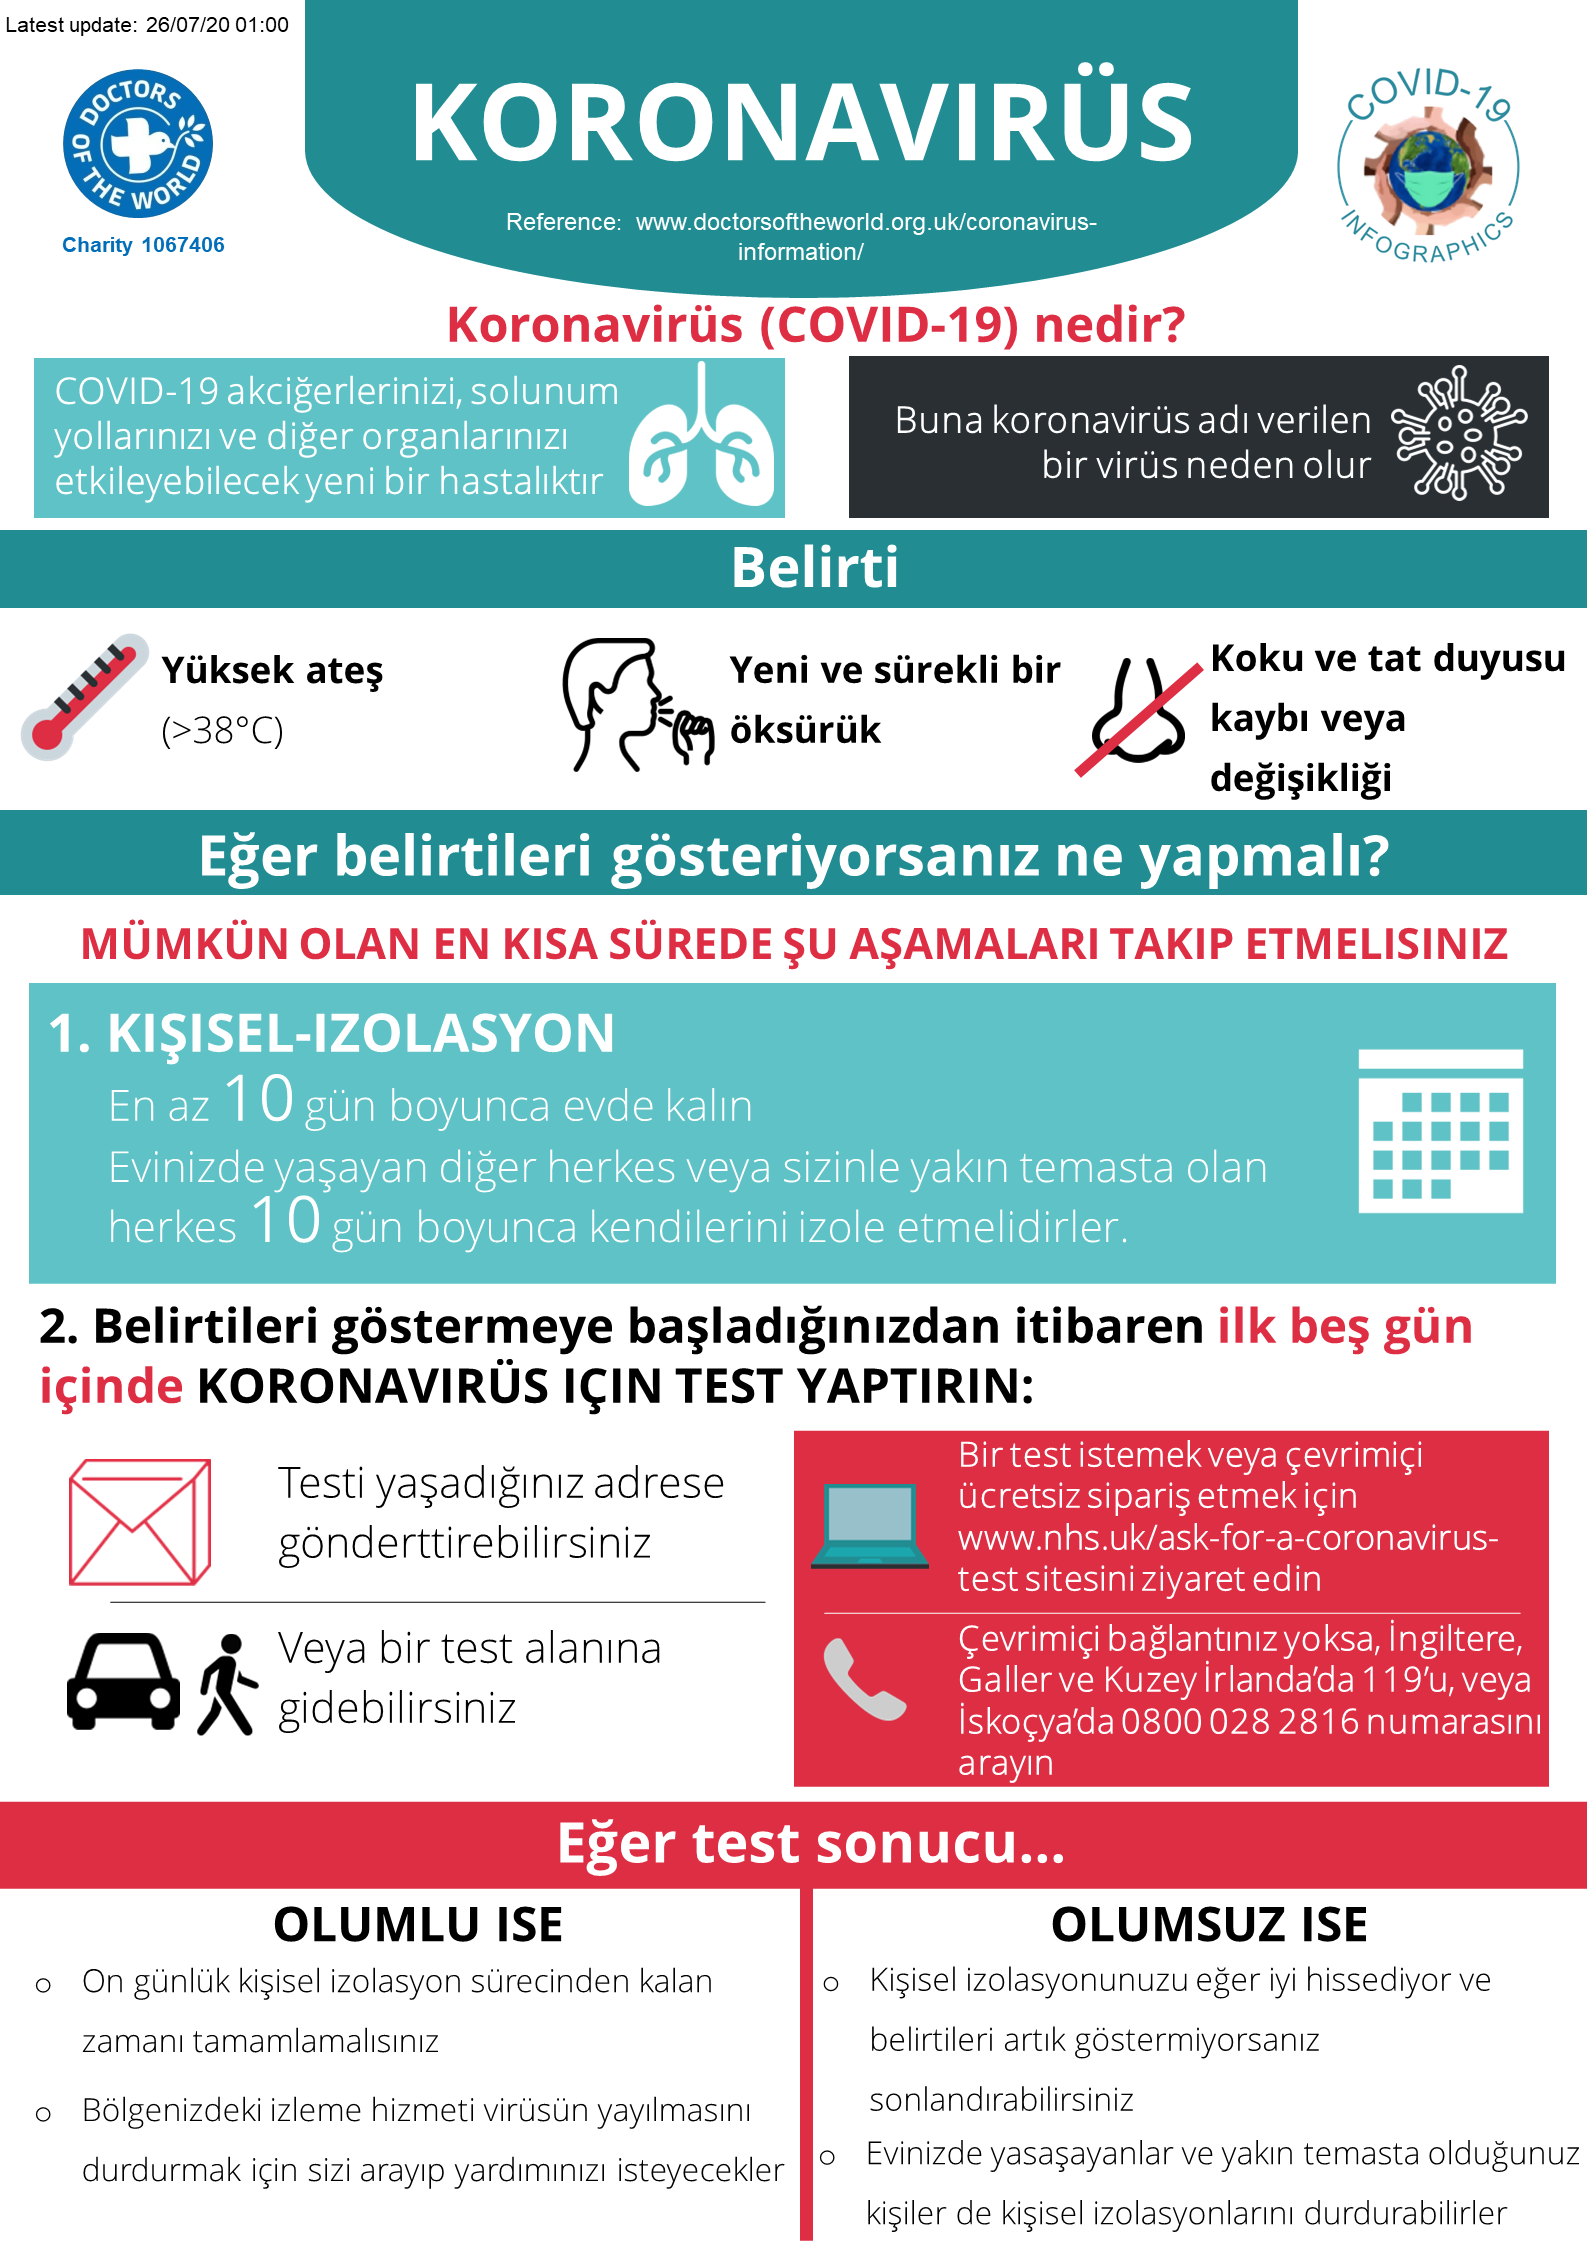 Latest update: 26/07/20 01:00
DOCTORS OF THE WORLD
Charity 1067406
KORONAVIRÜS
Reference: www.doctorsoftheworld.org.uk/coronavirus-
information/
COVID-19
INFOGRAPHICS
Koronavirüs (COVID-19) nedir?
COVID-19 akciğerlerinizi, solunum
yollarınızı ve diğer organlarınızı
etkileyebilecek yeni bir hastalıktır
Buna koronavirüs adı verilen
bir virüs neden olur
Belirti
Yüksek ateş
(>38°C)
Yeni ve sürekli bir
öksürük
Koku ve tat duyusu
kaybı veya
değişikliği
Eğer belirtileri gösteriyorsanız ne yapmalı?
MÜMKÜN OLAN EN KISA SÜREDE ŞU AŞAMALARI TAKIP ETMELISINIZ
1. KIŞISEL-IZOLASYON
En az 10 gün boyunca evde kalın
Evinizde yaşayan diğer herkes veya sizinle yakın temasta olan
herkes 10 gün boyunca kendilerini izole etmelidirler.
2. Belirtileri göstermeye başladığınızdan itibaren ilk beş gün
içinde KORONAVIRÜS IÇIN TEST YAPTIRIN:
Testi yaşadığınız adrese
gönderttirebilirsiniz
Veya bir test alanına
gidebilirsiniz
Bir test istemek veya çevrimiçi
ücretsiz sipariş etmek için
www.nhs.uk/ask-for-a-coronavirus-
test sitesini ziyaret edin
Çevrimiçi bağlantınız yoksa, İngiltere,
Galler ve Kuzey İrlanda’da 119’u, veya
İskoçya’da 0800 028 2816 numarasını
arayın
Eğer test sonucu...
OLUMLU ISE
o On günlük kişisel izolasyon sürecinden kalan
zamanı tamamlamalısınız
o Bölgenizdeki izleme hizmeti virüsün yayılmasını
durdurmak için sizi arayıp yardımınızı isteyecekler
OLUMSUZ ISE
o Kişisel izolasyonunuzu eğer iyi hissediyor ve
belirtileri artık göstermiyorsanız
sonlandırabilirsiniz
o Evinizde yasaşayanlar ve yakın temasta olduğunuz
kişiler de kişisel izolasyonlarını durdurabilirler